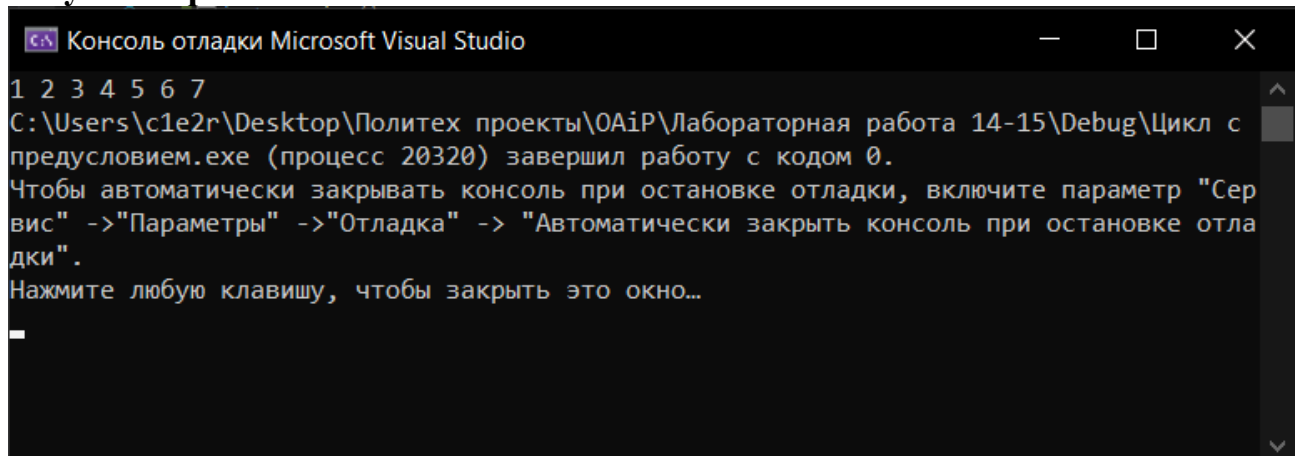 Консоль отладки Microsoft Visual Studio
1 2 3 4 5 6 7
C:\Users\c1e2r\Desktop\Политех проекты\OAiP\Лабораторная работа 14-15\Debug\Цикл с
предусловием.exe (процесс 20320) завершил работу с кодом 0.
Чтобы автоматически закрывать консоль при остановке отладки, включите параметр "Сер
вис" ->"Параметры" ->"Отладка" -> "Автоматически закрыть консоль при остановке отла
дки".
Нажмите любую клавишу, чтобы закрыть это окно…